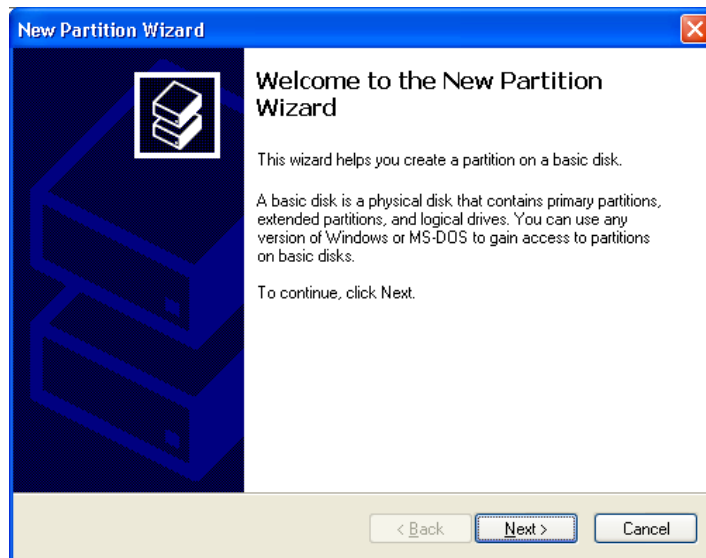 New Partition Wizard
Welcome to the New Partition
Wizard
This wizard helps you create a partition on a basic disk.
A basic disk is a physical disk that contains primary partitions,
extended partitions, and logical drives. You can use any
version of Windows or MS-DOS to gain access to partitions
on basic disks.
To continue, click Next.
< Back
Next >
Cancel